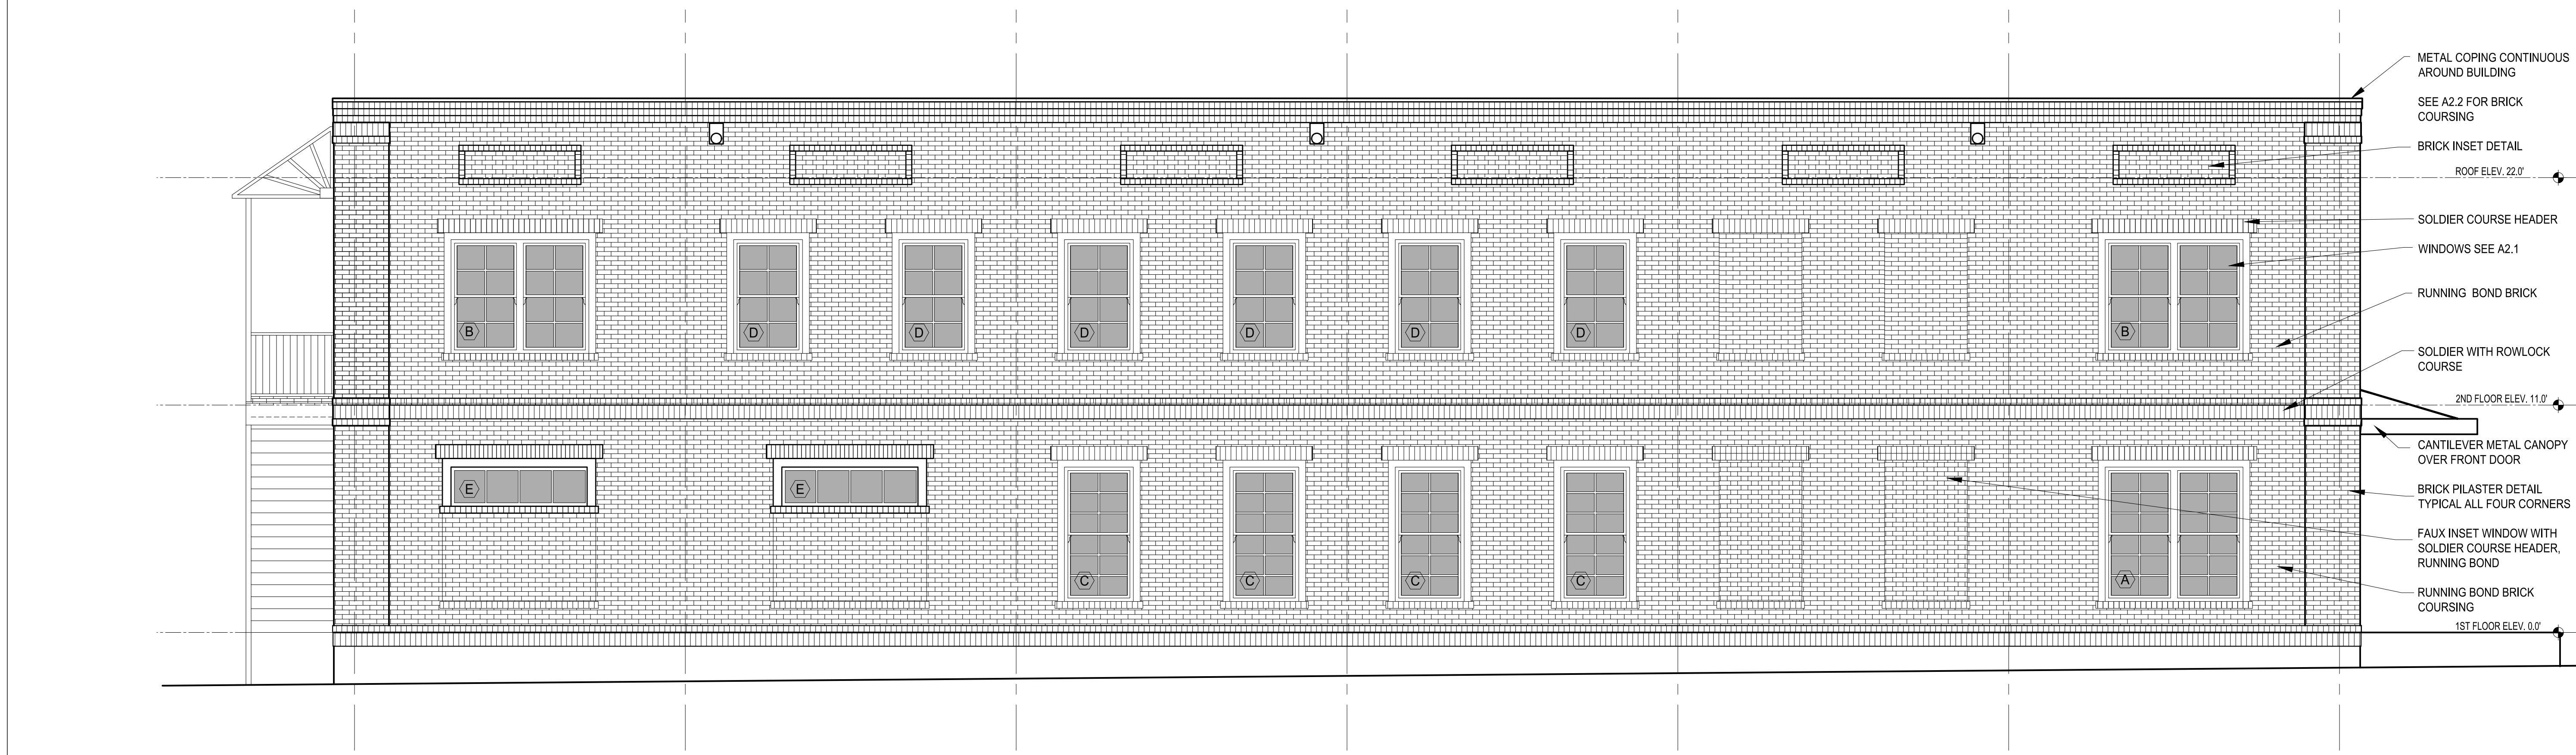 METAL COPING CONTINUOUS
AROUND BUILDING
SEE A2.2 FOR BRICK
COURSING
BRICK INSET DETAIL
ROOF ELEV. 22.0'
SOLDIER COURSE HEADER
WINDOWS SEE A2.1
B
D
D
D
D
D
D
B
RUNNING BOND BRICK
SOLDIER WITH ROWLOCK
COURSE
2ND FLOOR ELEV. 11.0'
CANTILEVER METAL CANOPY
OVER FRONT DOOR
E
E
BRICK PILASTER DETAIL
TYPICAL ALL FOUR CORNERS
FAUX INSET WINDOW WITH
SOLDIER COURSE HEADER,
RUNNING BOND
C
C
C
C
A
RUNNING BOND BRICK
COURSING
1ST FLOOR ELEV. 0.0'